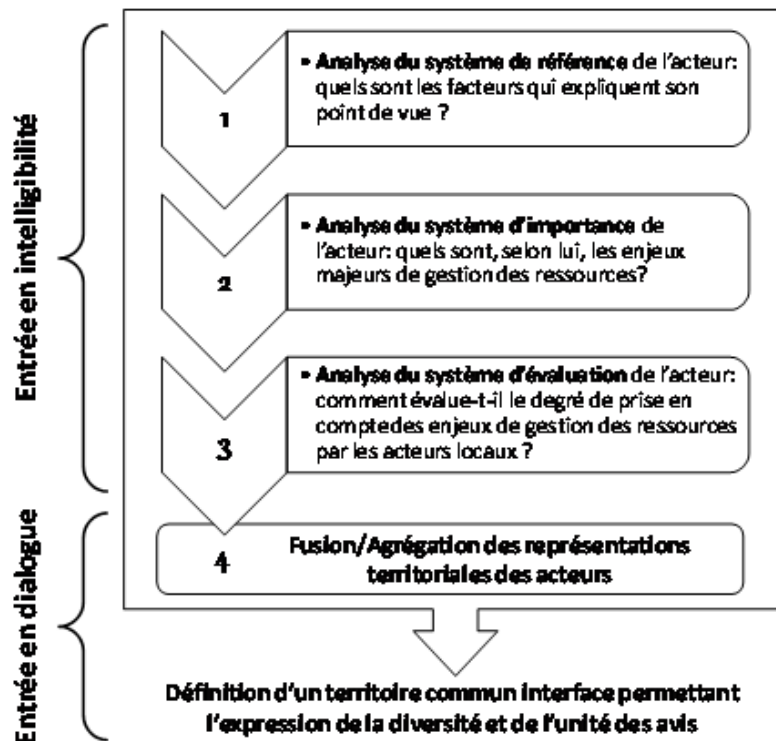 Entrée en intelligibilité
1
• Analyse du système de référence de l'acteur:
quels sont les facteurs qui expliquent son
point de vue ?
2
• Analyse du système d'importance de
l'acteur: quels sont, selon lui, les enjeux
majeurs de gestion des ressources?
3
• Analyse du système d'évaluation de l'acteur:
comment évalue-t-il le degré de prise en
compte des enjeux de gestion des ressources
par les acteurs locaux ?
Entrée en dialogue
4
Fusion/Agrégation des représentations
territoriales des acteurs
Définition d'un territoire commun interface permettant
l'expression de la diversité et de l'unité des avis